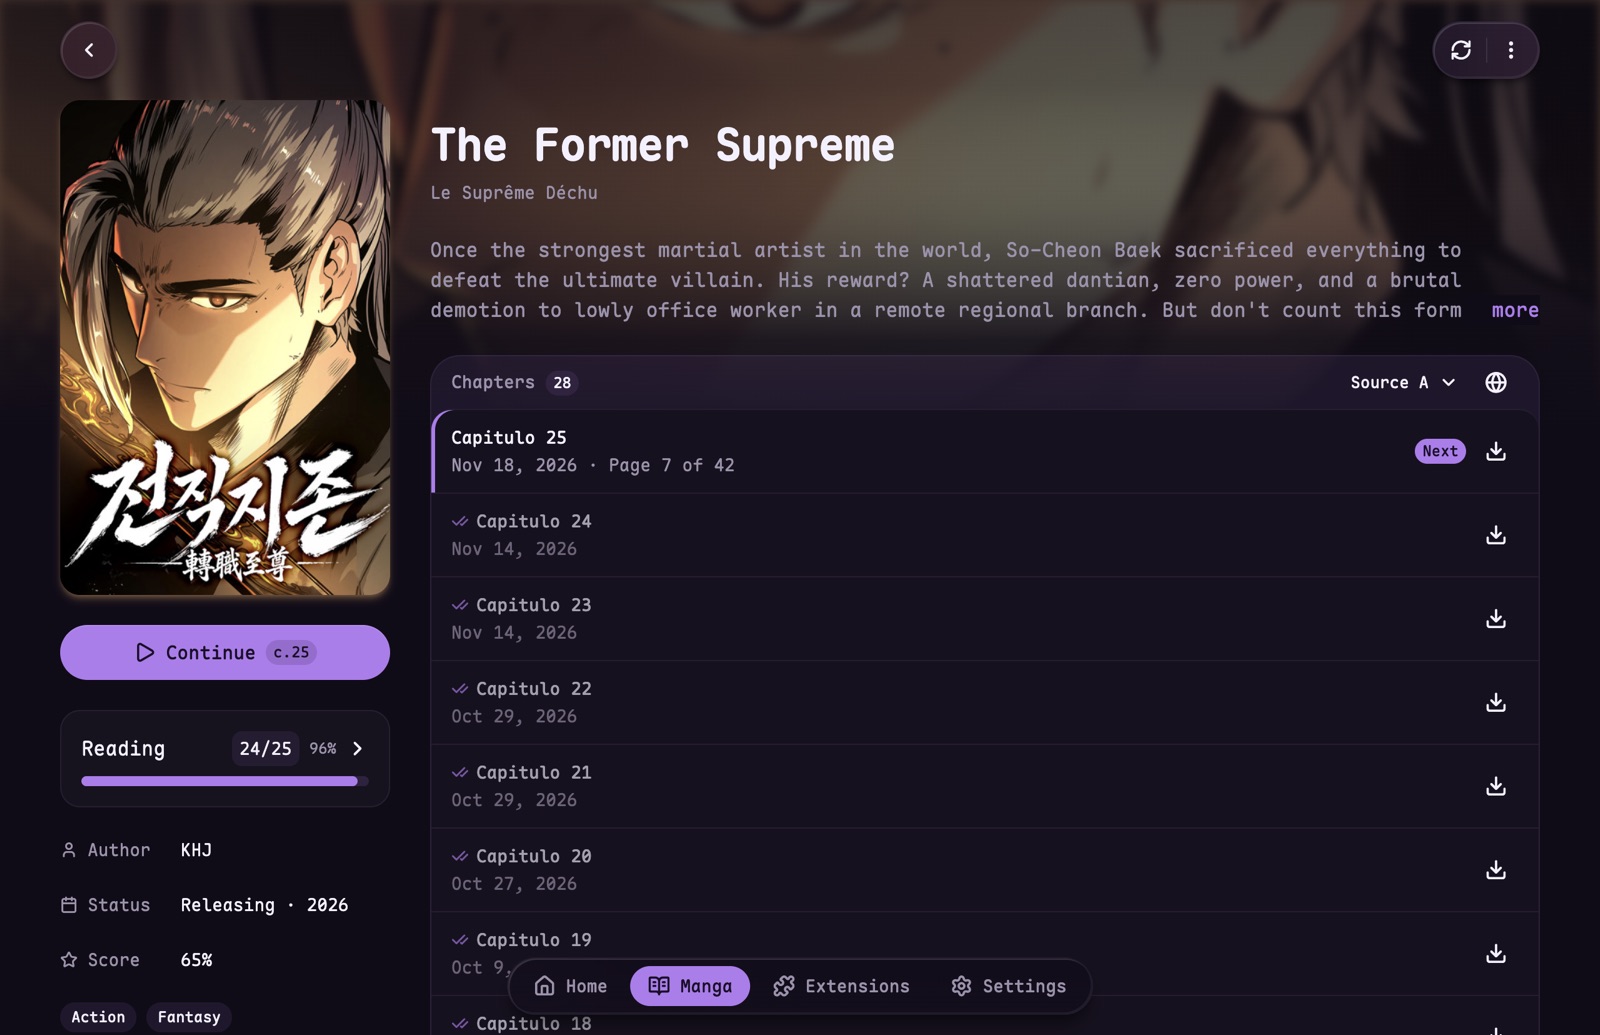 The Former Supreme
Le Suprême Déchu
Once the strongest martial artist in the world, So-Cheon Baek sacrificed everything to
defeat the ultimate villain. His reward? A shattered dantian, zero power, and a brutal
demotion to lowly office worker in a remote regional branch. But don't count this form more
전직지존
轉職至尊
Continue c.25
Reading 24/25 96%
Author KHJ
Status Releasing · 2026
Score 65%
Action Fantasy
Chapters 28 Source A
Capitulo 25
Nov 18, 2026 · Page 7 of 42
Next
Capitulo 24
Nov 14, 2026
Capitulo 23
Nov 14, 2026
Capitulo 22
Oct 29, 2026
Capitulo 21
Oct 29, 2026
Capitulo 20
Oct 27, 2026
Capitulo 19
Oct 9,
Capitulo 18
Home Manga Extensions Settings